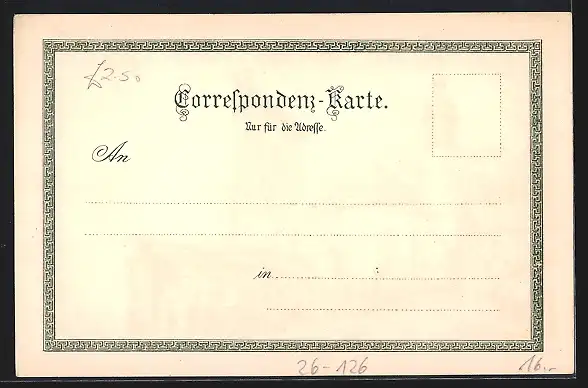 £2.50
Correſpondenz-Karte.
Nur für die Adreſſe.
An
in
26-126
16.-